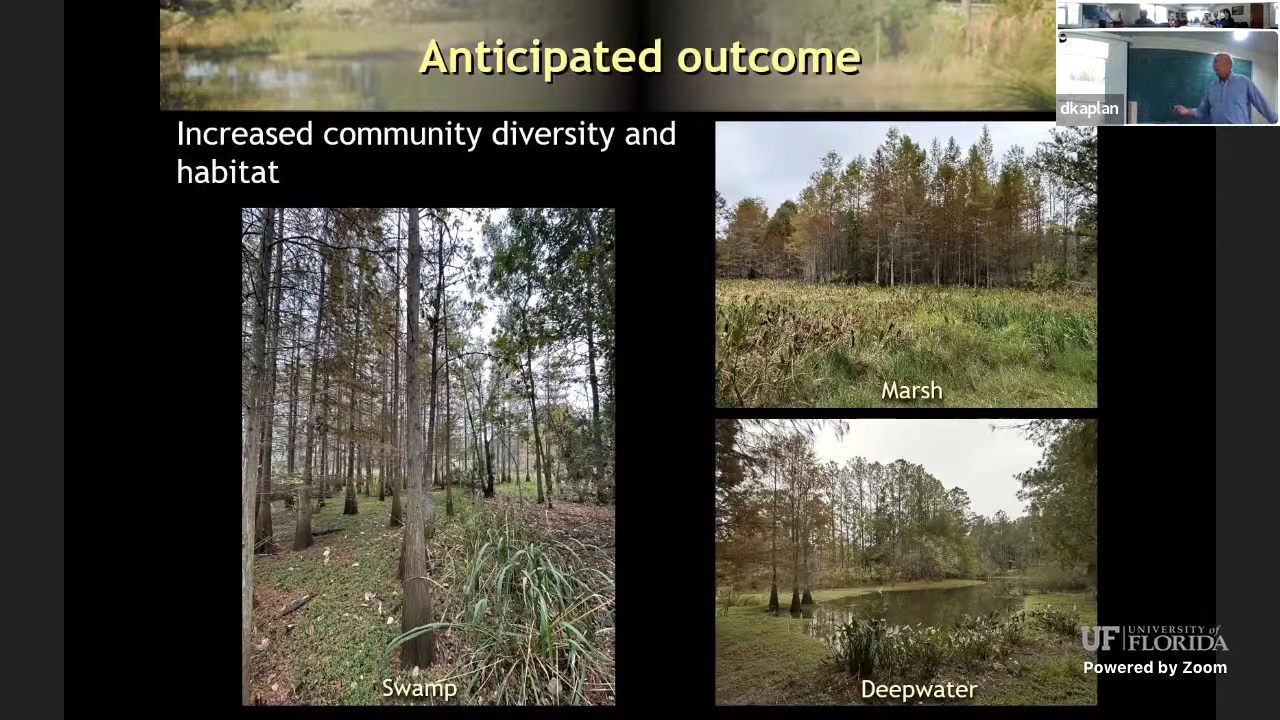 Anticipated outcome
dkaplan
Increased community diversity and
habitat
Marsh
Swamp
Deepwater
UF UNIVERSITY of
FLORIDA
Powered by Zoom